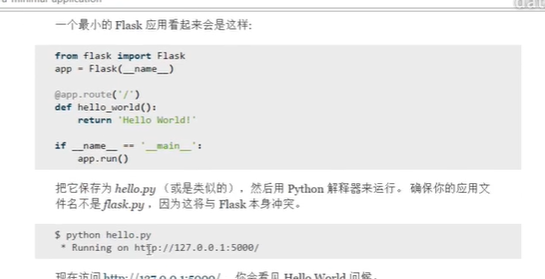 a minimal application
一个最小的 Flask 应用看起来会是这样:
from flask import Flask
app = Flask(__name__)
@app.route('/')
def hello_world():
    return 'Hello World!'
if __name__ == '__main__':
    app.run()
把它保存为 hello.py （或是类似的），然后用 Python 解释器来运行。 确保你的应用文
件名不是 flask.py ，因为这将与 Flask 本身冲突。
$ python hello.py
 * Running on http://127.0.0.1:5000/
现在访问 http://127.0.0.1:5000/ ，你会看见 Hello World 问候。